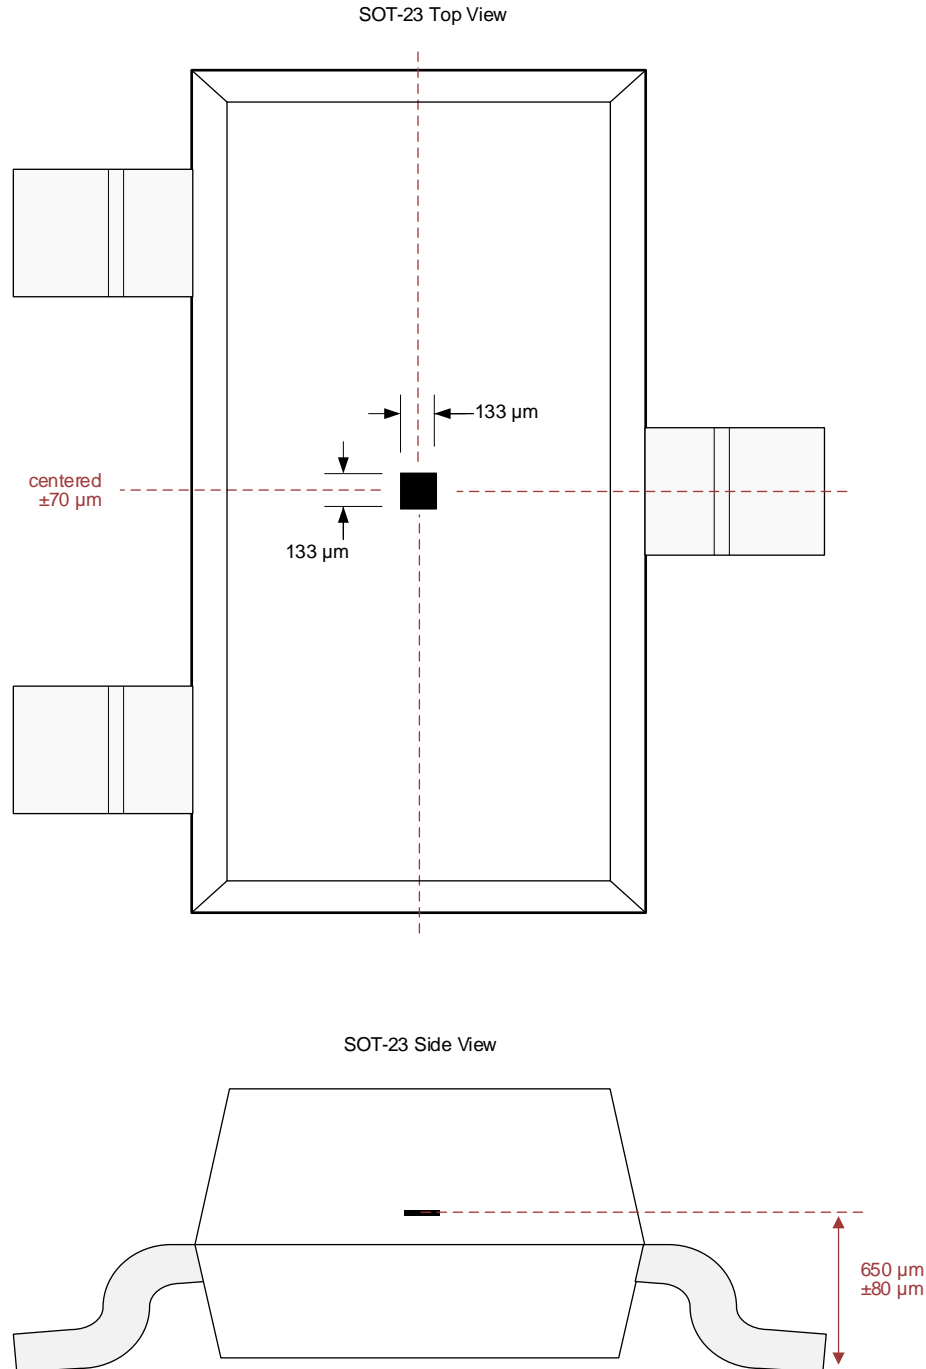 SOT-23 Top View
133 µm
centered
±70 µm
133 µm
SOT-23 Side View
650 µm
±80 µm